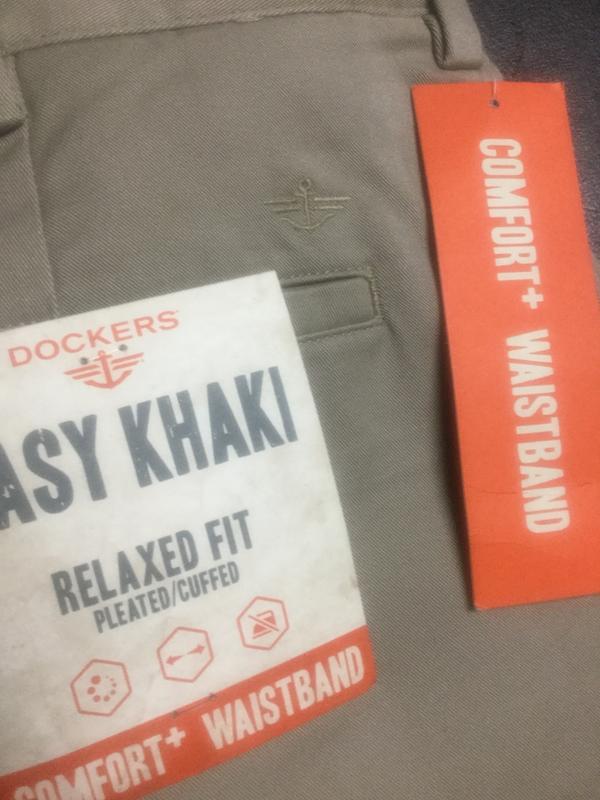 DOCKERS
ASY KHAKI
RELAXED FIT
PLEATED/CUFFED
COMFORT+ WAISTBAND
COMFORT+ WAISTBAND